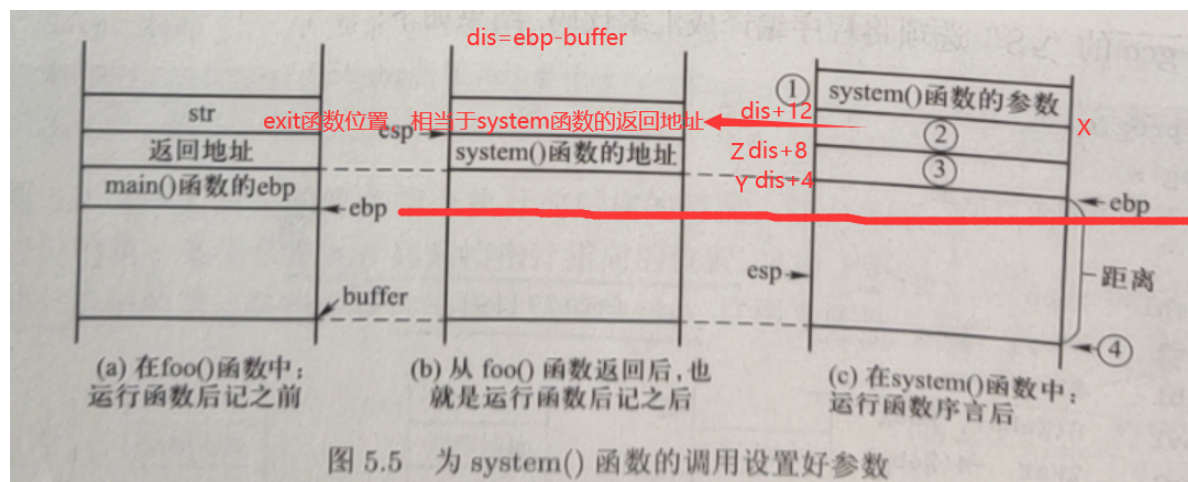 gcc的 "-S"
dis=ebp-buffer
str
返回地址
main()函数的ebp
ebp
buffer
(a) 在foo()函数中：
运行函数后记之前
exit函数位置 相当于system函数的返回地址
esp
system()函数的地址
(b) 从 foo() 函数返回后，也
就是运行函数后记之后
①
system()函数的参数
dis+12
②
X
Z dis+8
③
Y dis+4
ebp
esp
距离
④
(c) 在system()函数中：
运行函数序言后
图 5.5 为 system() 函数的调用设置好参数